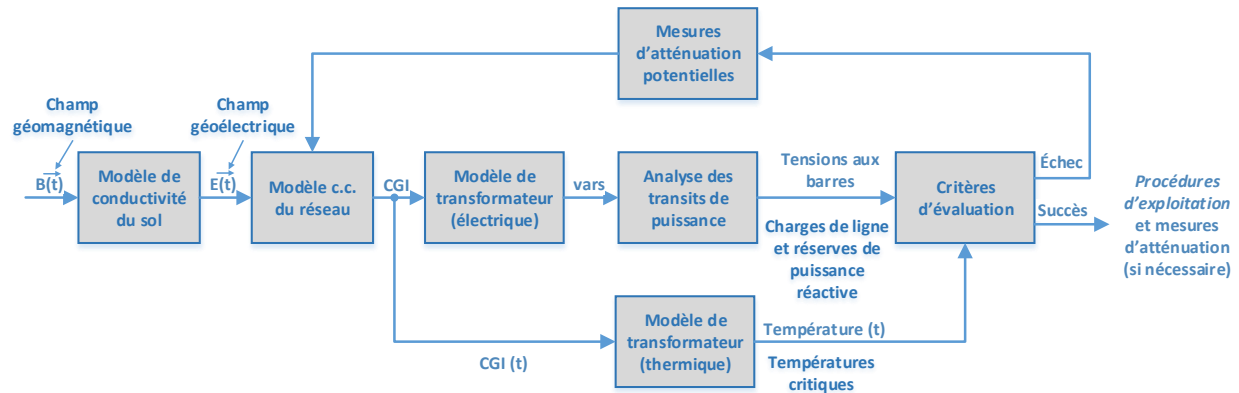 Mesures
d’atténuation
potentielles
Champ
géomagnétique
Champ
géoélectrique
B(t)
Modèle de
conductivité
du sol
E(t)
Modèle c.c.
du réseau
CGI
Modèle de
transformateur
(électrique)
vars
Analyse des
transits de
puissance
Tensions aux
barres
Charges de ligne
et réserves de
puissance
réactive
Critères
d’évaluation
Échec
Succès
Procédures
d’exploitation
et mesures
d’atténuation
(si nécessaire)
CGI (t)
Modèle de
transformateur
(thermique)
Température (t)
Températures
critiques